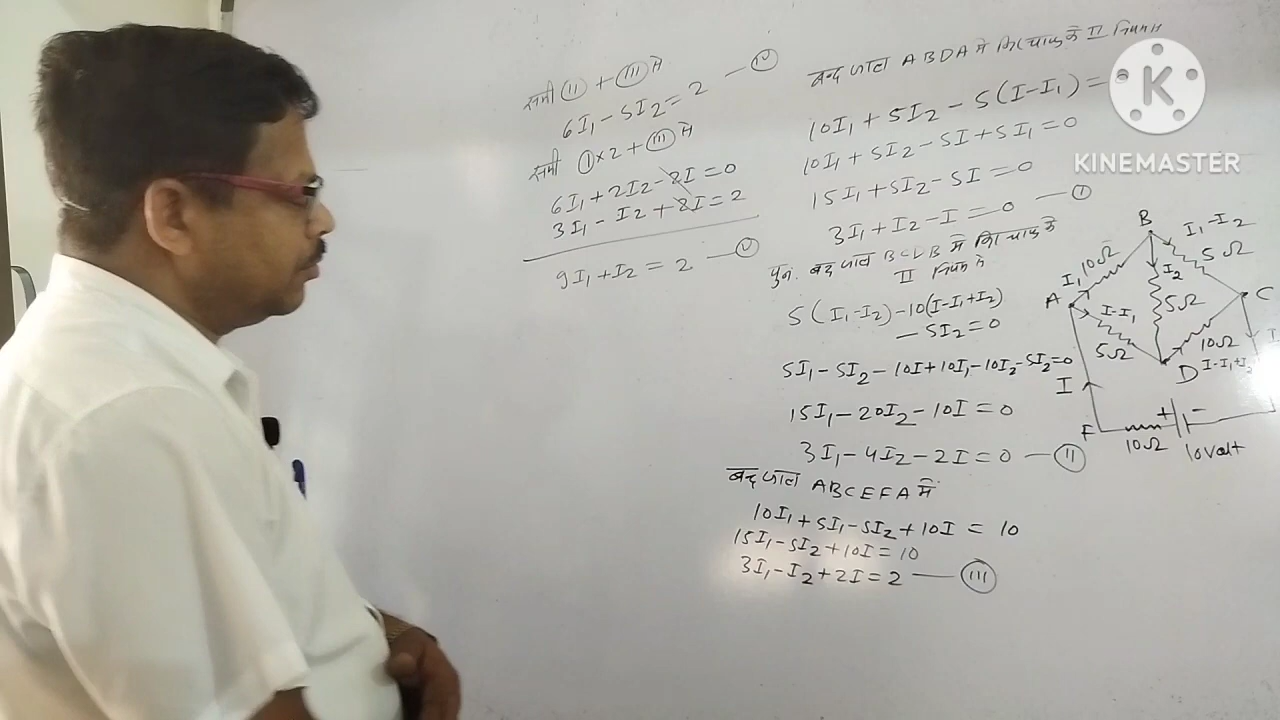 बन्द जाल ABDA में किरचाफ के II नियम से
10I₁ + 5I₂ - 5(I-I₁) = 0
10I₁ + 5I₂ - 5I + 5I₁ = 0
15I₁ + 5I₂ - 5I = 0
3I₁ + I₂ - I = 0 — (I)
पुनः बन्द जाल BCDB में किरचाफ के
II नियम से
5(I₁-I₂) - 10(I-I₁+I₂)
- 5I₂ = 0
5I₁ - 5I₂ - 10I + 10I₁ - 10I₂ - 5I₂ = 0
15I₁ - 20I₂ - 10I = 0
3I₁ - 4I₂ - 2I = 0 — (II)
बन्द जाल ABCEFA में
10I₁ + 5I₁ - 5I₂ + 10I = 10
15I₁ - 5I₂ + 10I = 10
3I₁ - I₂ + 2I = 2 — (III)
समी (II) + (III) से
6I₁ - 5I₂ = 2 — (IV)
समी (I) × 2 + (III) से
6I₁ + 2I₂ - 2I = 0
3I₁ - I₂ + 2I = 2
9I₁ + I₂ = 2 — (V)
B
I₁-I₂
I₁ 10Ω
5Ω
I₂
A
I-I₁
5Ω
C
5Ω
10Ω
D
I-I₁+I₂
I
I
F
+ -
10Ω
10 Volt
K
KINEMASTER